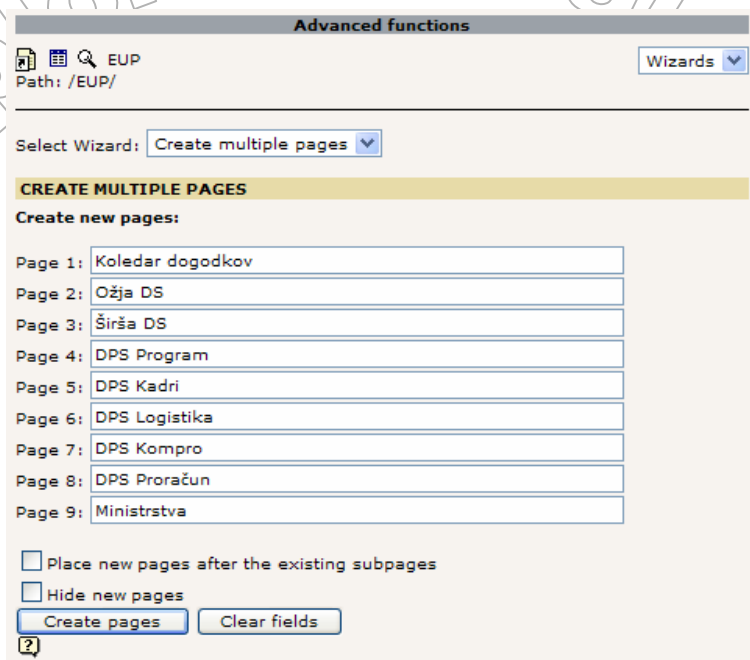 Advanced functions
EUP
Wizards
Path: /EUP/
Select Wizard: Create multiple pages
CREATE MULTIPLE PAGES
Create new pages:
Page 1: Koledar dogodkov
Page 2: Ožja DS
Page 3: Širša DS
Page 4: DPS Program
Page 5: DPS Kadri
Page 6: DPS Logistika
Page 7: DPS Kompro
Page 8: DPS Proračun
Page 9: Ministrstva
Place new pages after the existing subpages
Hide new pages
Create pages Clear fields
?